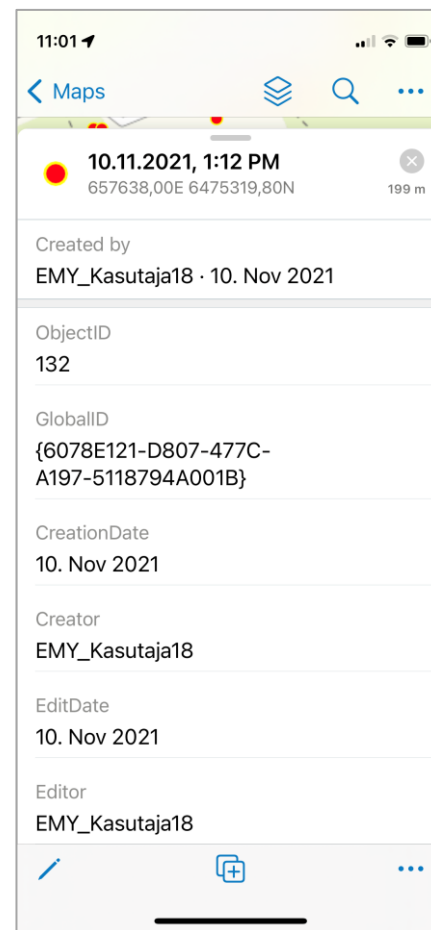 11:01
Maps
10.11.2021, 1:12 PM
657638,00E 6475319,80N
199 m
Created by
EMY_Kasutaja18 · 10. Nov 2021
ObjectID
132
GlobalID
{6078E121-D807-477C-
A197-5118794A001B}
CreationDate
10. Nov 2021
Creator
EMY_Kasutaja18
EditDate
10. Nov 2021
Editor
EMY_Kasutaja18